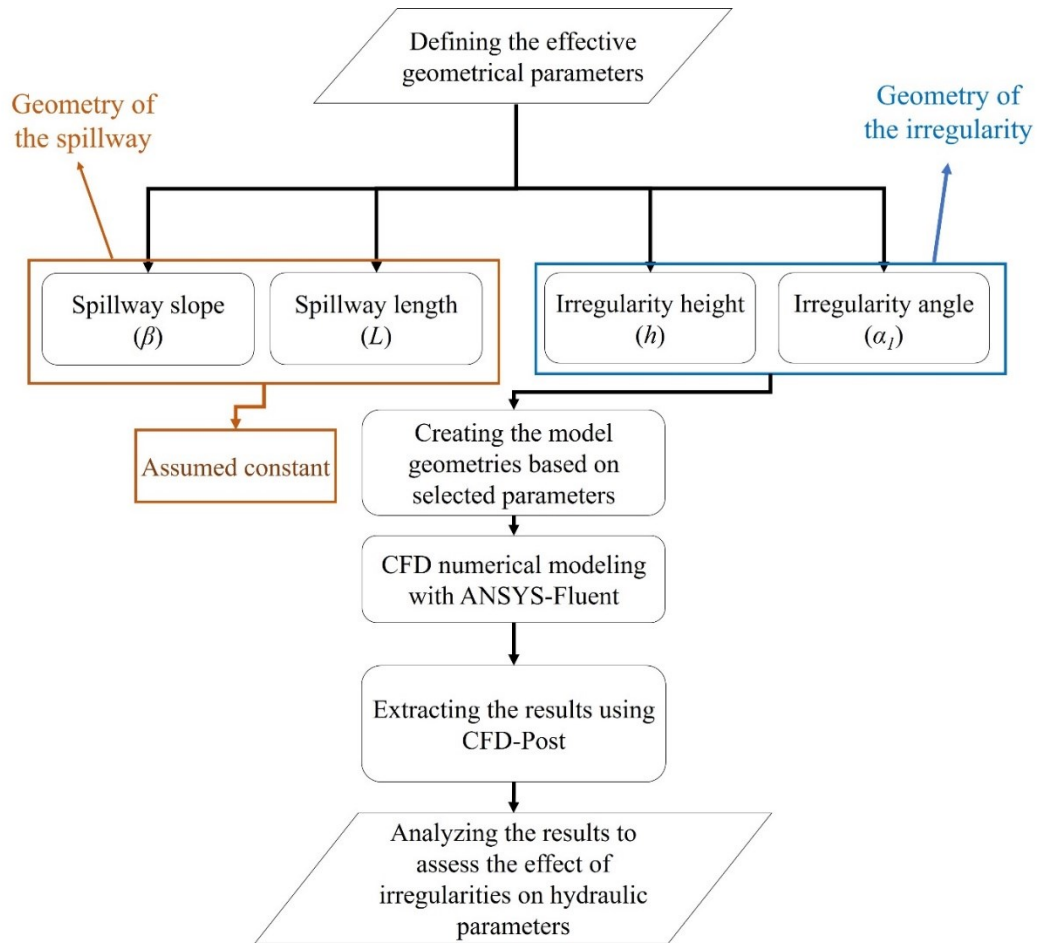 Defining the effective
geometrical parameters
Geometry of
the spillway
Geometry of
the irregularity
Spillway slope
(β)
Spillway length
(L)
Irregularity height
(h)
Irregularity angle
(α₁)
Assumed constant
Creating the model
geometries based on
selected parameters
CFD numerical modeling
with ANSYS-Fluent
Extracting the results using
CFD-Post
Analyzing the results to
assess the effect of
irregularities on hydraulic
parameters